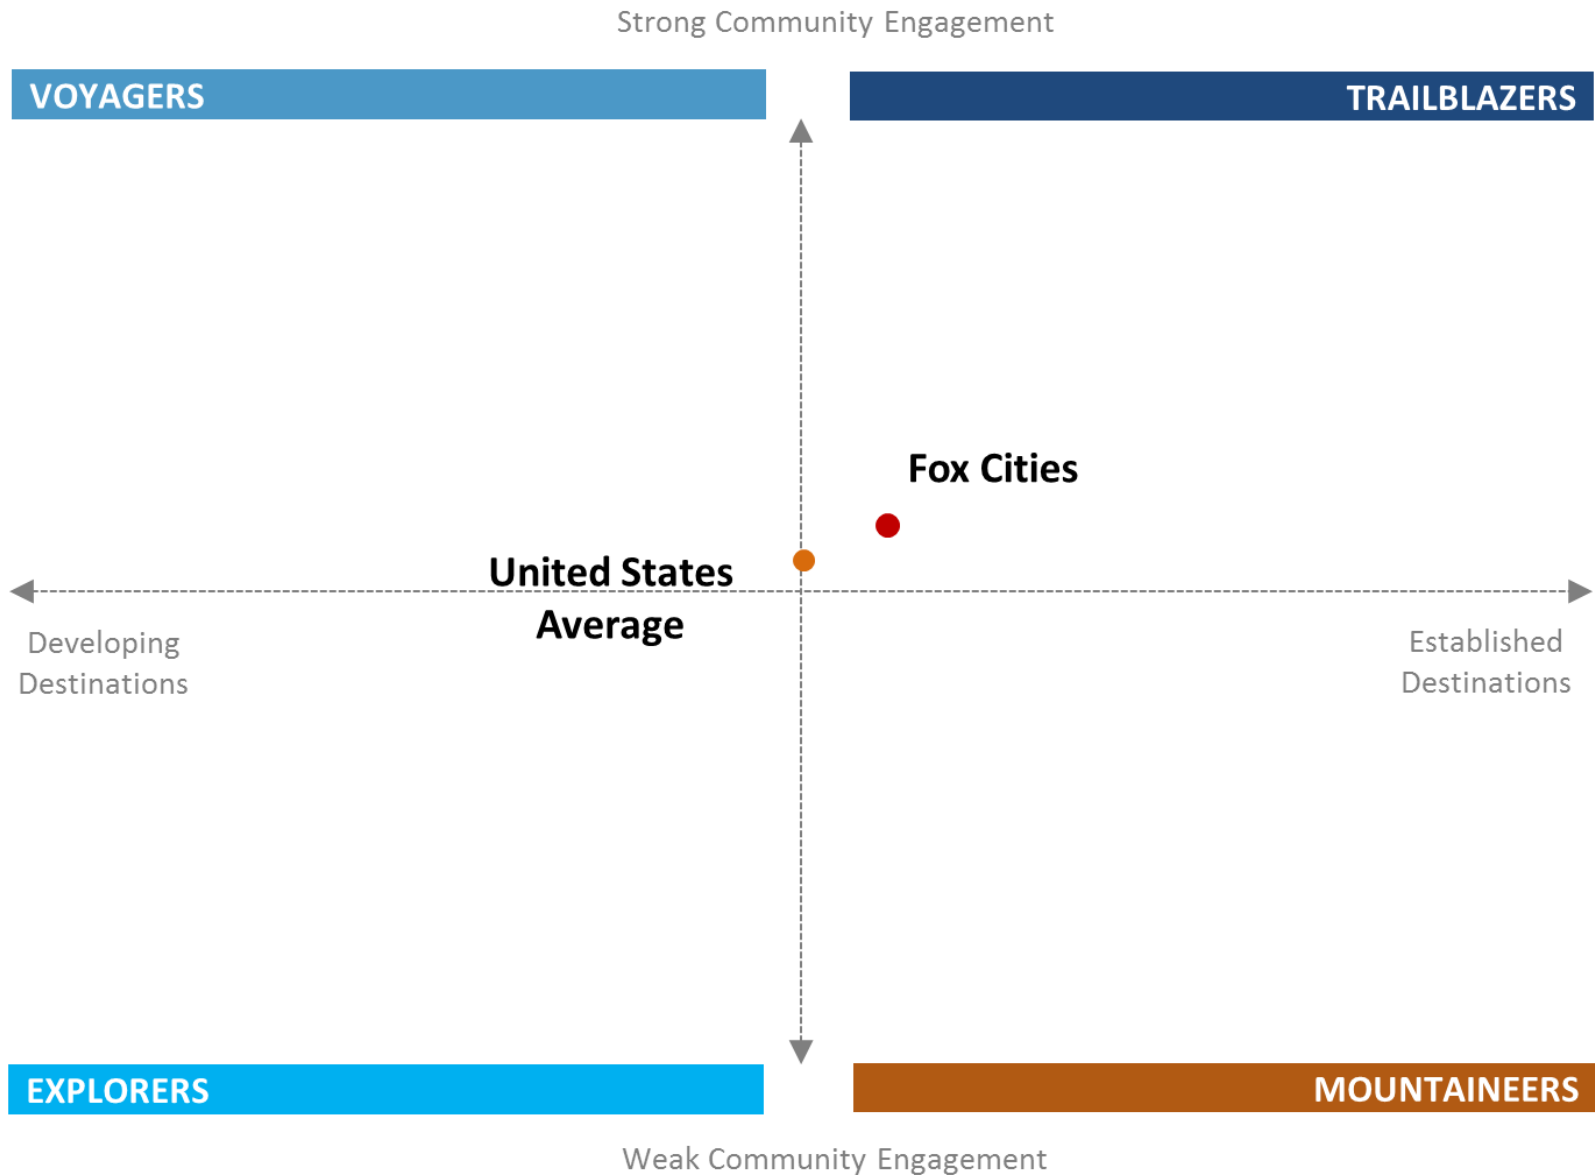 Strong Community Engagement
VOYAGERS
TRAILBLAZERS
Fox Cities
United States
Average
Developing
Destinations
Established
Destinations
EXPLORERS
MOUNTAINEERS
Weak Community Engagement